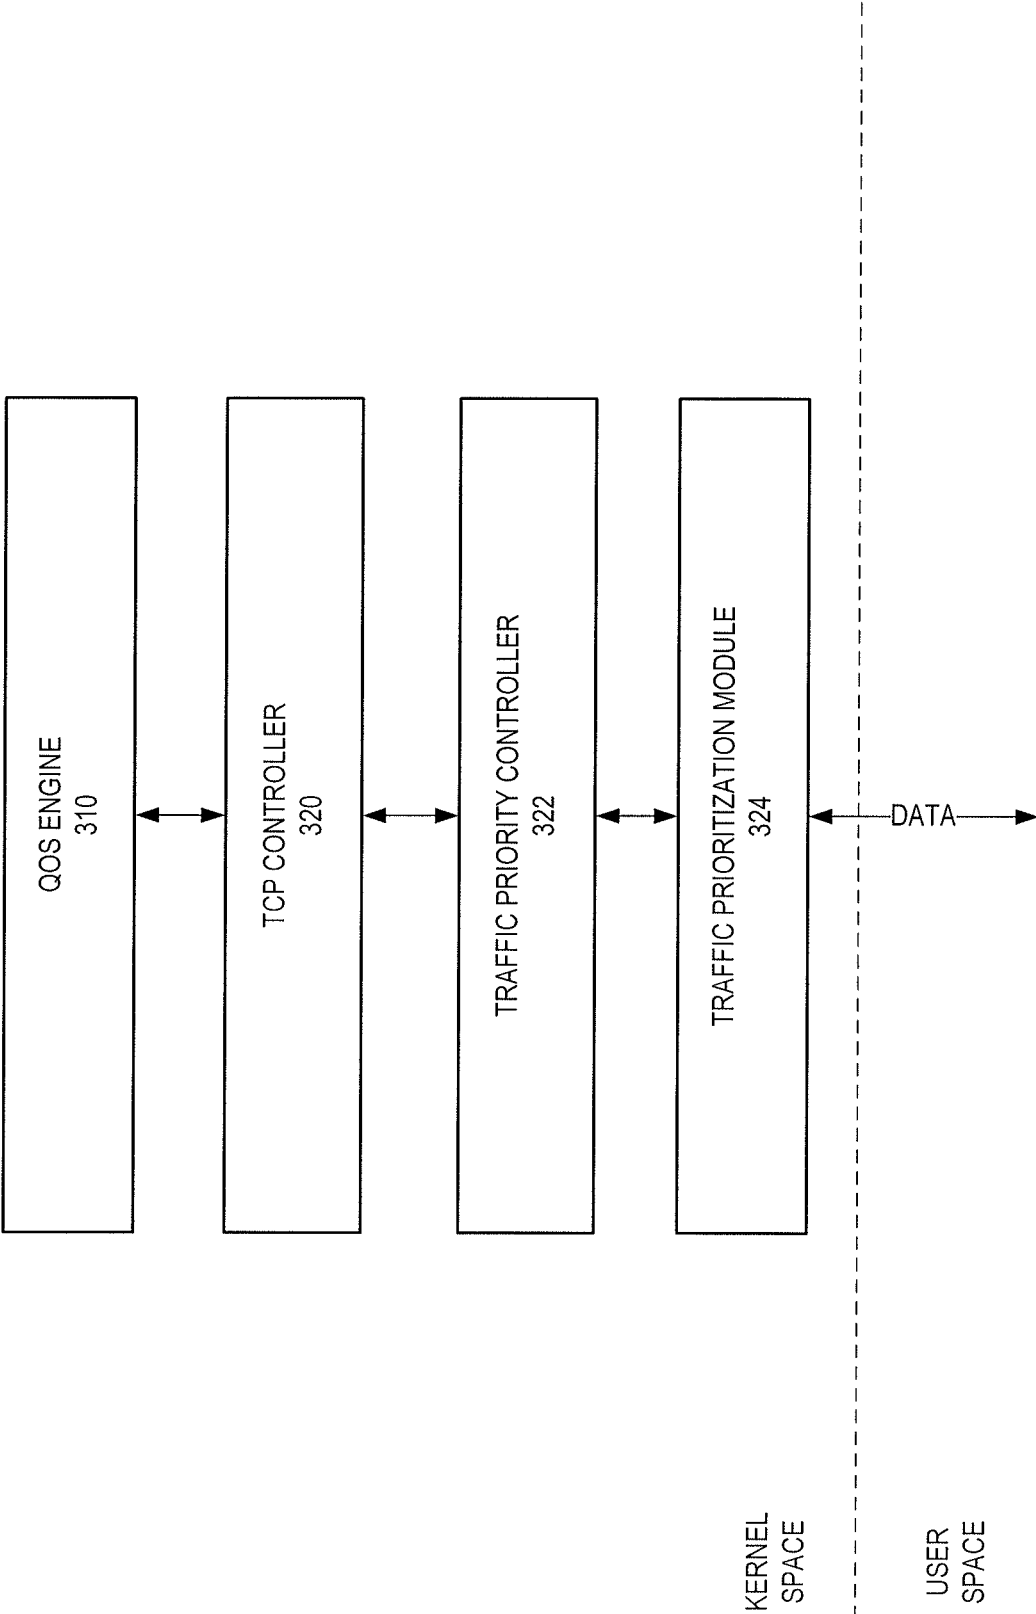 QOS ENGINE
310
TCP CONTROLLER
320
TRAFFIC PRIORITY CONTROLLER
322
TRAFFIC PRIORITIZATION MODULE
324
KERNEL
SPACE
DATA
USER
SPACE